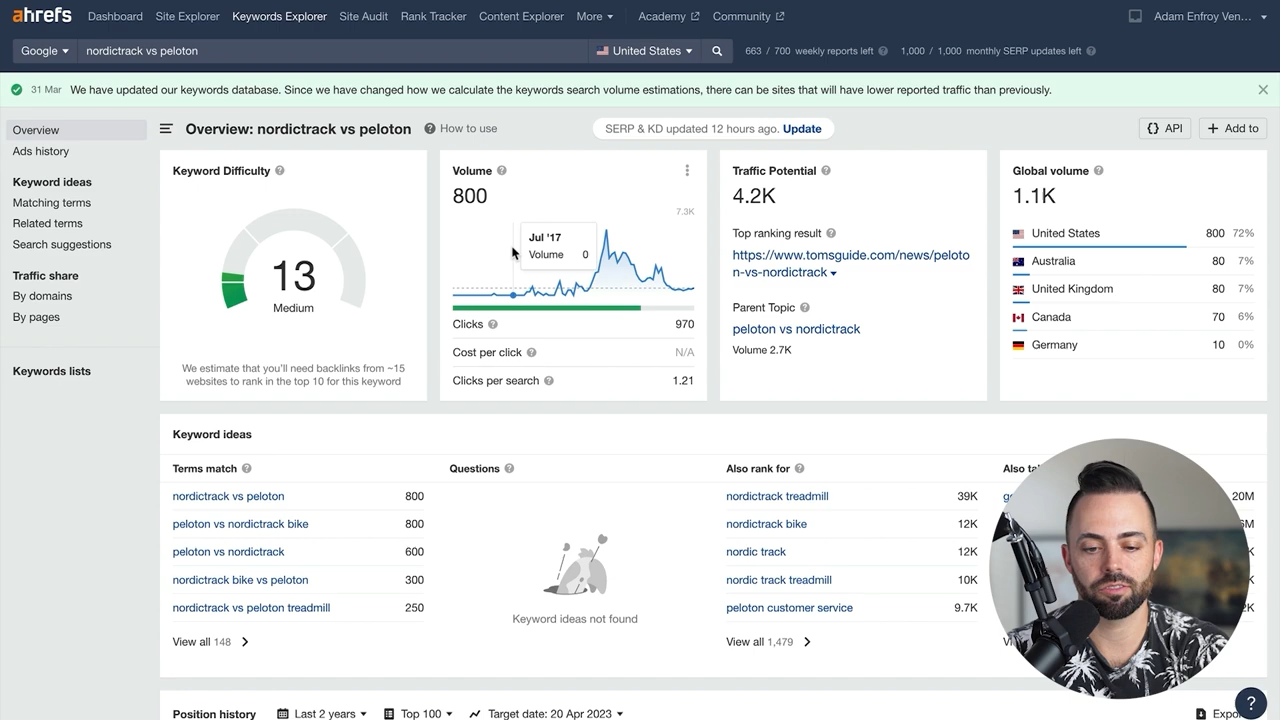 ahrefs Dashboard Site Explorer Keywords Explorer Site Audit Rank Tracker Content Explorer More Academy Community Adam Enfroy Ven...
Google nordictrack vs peloton United States 663 / 700 weekly reports left 1,000 / 1,000 monthly SERP updates left
31 Mar We have updated our keywords database. Since we have changed how we calculate the keywords search volume estimations, there can be sites that will have lower reported traffic than previously.
Overview
Ads history
Keyword ideas
Matching terms
Related terms
Search suggestions
Traffic share
By domains
By pages
Keywords lists
Overview: nordictrack vs peloton How to use SERP & KD updated 12 hours ago. Update {} API + Add to
Keyword Difficulty
13
Medium
We estimate that you'll need backlinks from ~15
websites to rank in the top 10 for this keyword
Volume
800
7.3K
Jul '17
Volume 0
Clicks 970
Cost per click N/A
Clicks per search 1.21
Traffic Potential
4.2K
Top ranking result
https://www.tomsguide.com/news/peloto
n-vs-nordictrack
Parent Topic
peloton vs nordictrack
Volume 2.7K
Global volume
1.1K
United States 800 72%
Australia 80 7%
United Kingdom 80 7%
Canada 70 6%
Germany 10 0%
Keyword ideas
Terms match
nordictrack vs peloton 800
peloton vs nordictrack bike 800
peloton vs nordictrack 600
nordictrack bike vs peloton 300
nordictrack vs peloton treadmill 250
View all 148
Questions
Keyword ideas not found
Also rank for
nordictrack treadmill 39K
nordictrack bike 12K
nordic track 12K
nordic track treadmill 10K
peloton customer service 9.7K
View all 1,479
Also
20M
Position history Last 2 years Top 100 Target date: 20 Apr 2023
?